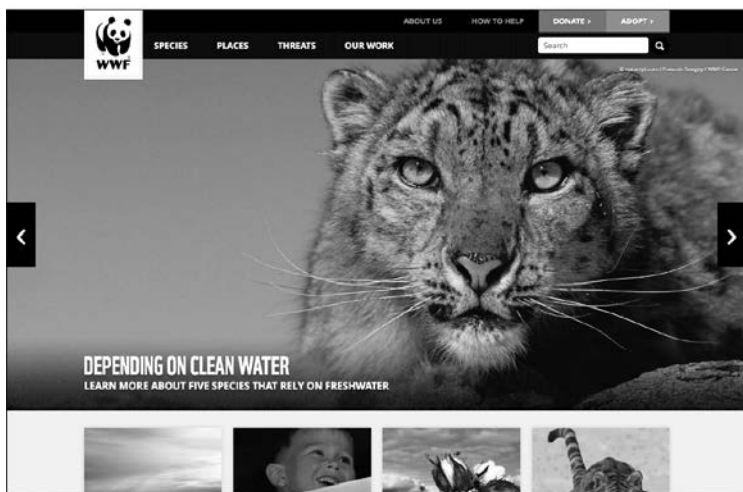 ABOUT US HOW TO HELP DONATE › ADOPT ›
WWF
SPECIES PLACES THREATS OUR WORK Search
DEPENDING ON CLEAN WATER
LEARN MORE ABOUT FIVE SPECIES THAT RELY ON FRESHWATER